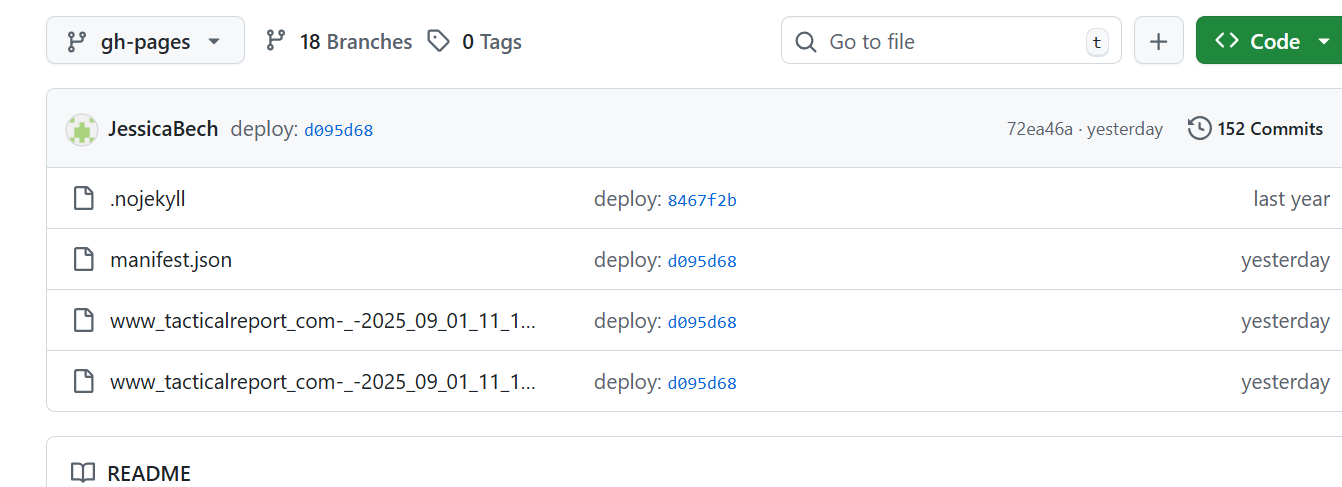 gh-pages 18 Branches 0 Tags Go to file t Code
JessicaBech deploy: d095d68 72ea46a · yesterday 152 Commits
.nojekyll deploy: 8467f2b last year
manifest.json deploy: d095d68 yesterday
www_tacticalreport_com-_-2025_09_01_11_1... deploy: d095d68 yesterday
www_tacticalreport_com-_-2025_09_01_11_1... deploy: d095d68 yesterday
README